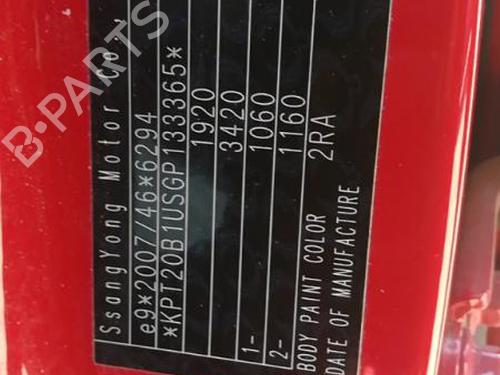 SsangYong Motor Co.,
e9*2007/46*6294
*KPT20B1USGP133365*
1920
3420
1- 1060
2- 1160
BODY PAINT COLOR 2RA
DATE OF MANUFACTURE
B-PARTS